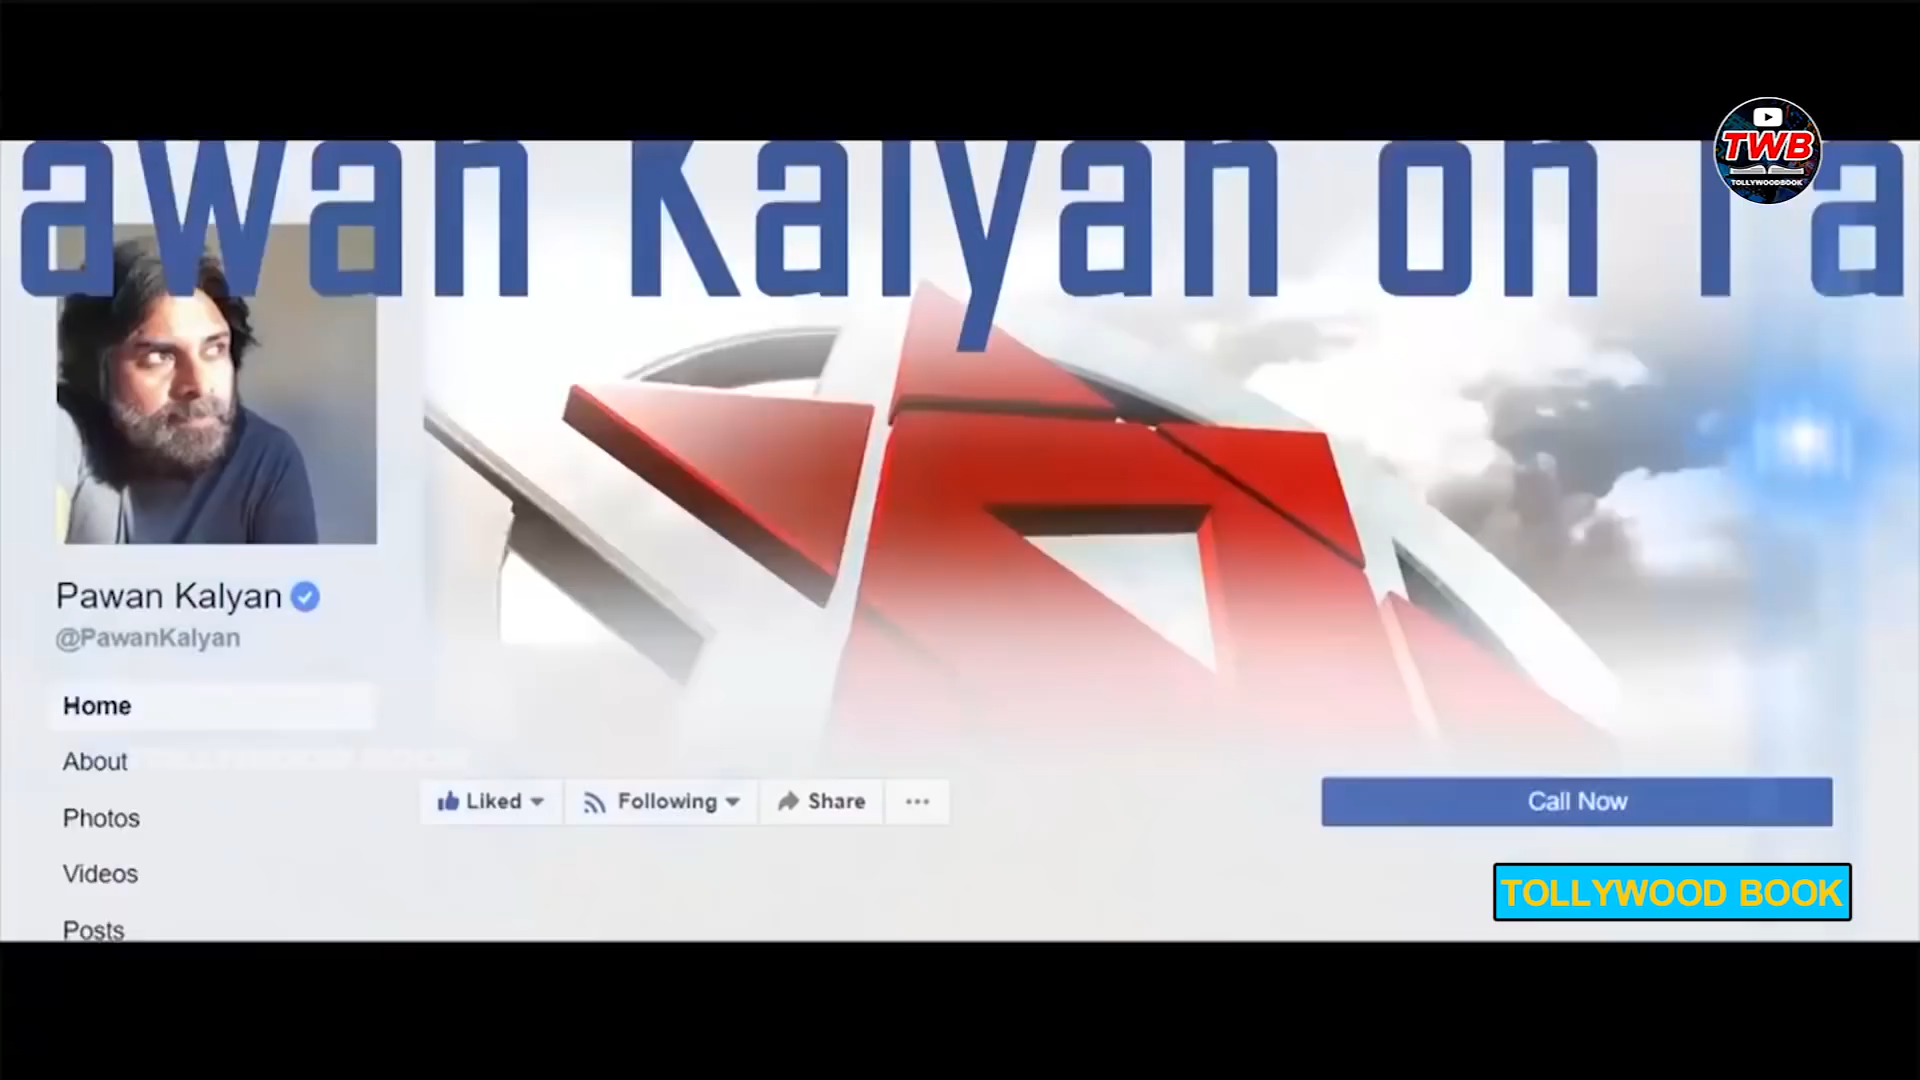 awan Kalyan on Fa
TWB
TOLLYWOODBOOK
Pawan Kalyan
@PawanKalyan
Home
About
Photos
Videos
Posts
Liked
Following
Share
Call Now
TOLLYWOOD BOOK